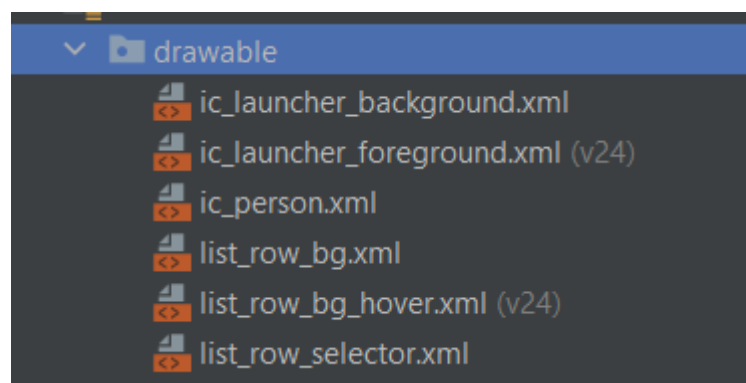 drawable
ic_launcher_background.xml
ic_launcher_foreground.xml (v24)
ic_person.xml
list_row_bg.xml
list_row_bg_hover.xml (v24)
list_row_selector.xml